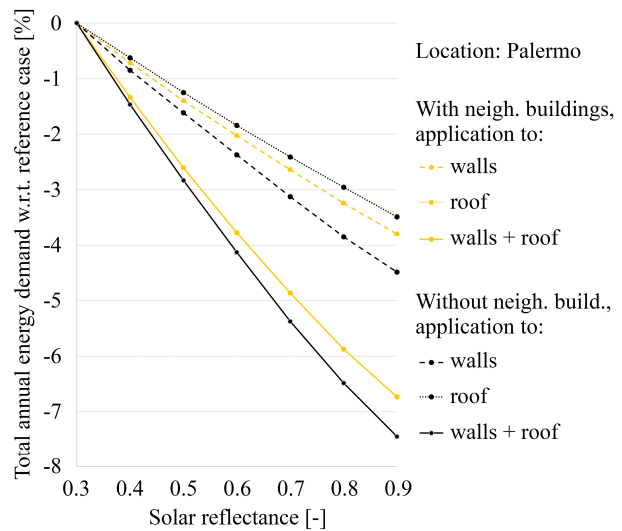 Total annual energy demand w.r.t. reference case [%]
0
-1
-2
-3
-4
-5
-6
-7
-8
0.3 0.4 0.5 0.6 0.7 0.8 0.9
Solar reflectance [-]
Location: Palermo
With neigh. buildings,
application to:
walls
roof
walls + roof
Without neigh. build.,
application to:
walls
roof
walls + roof